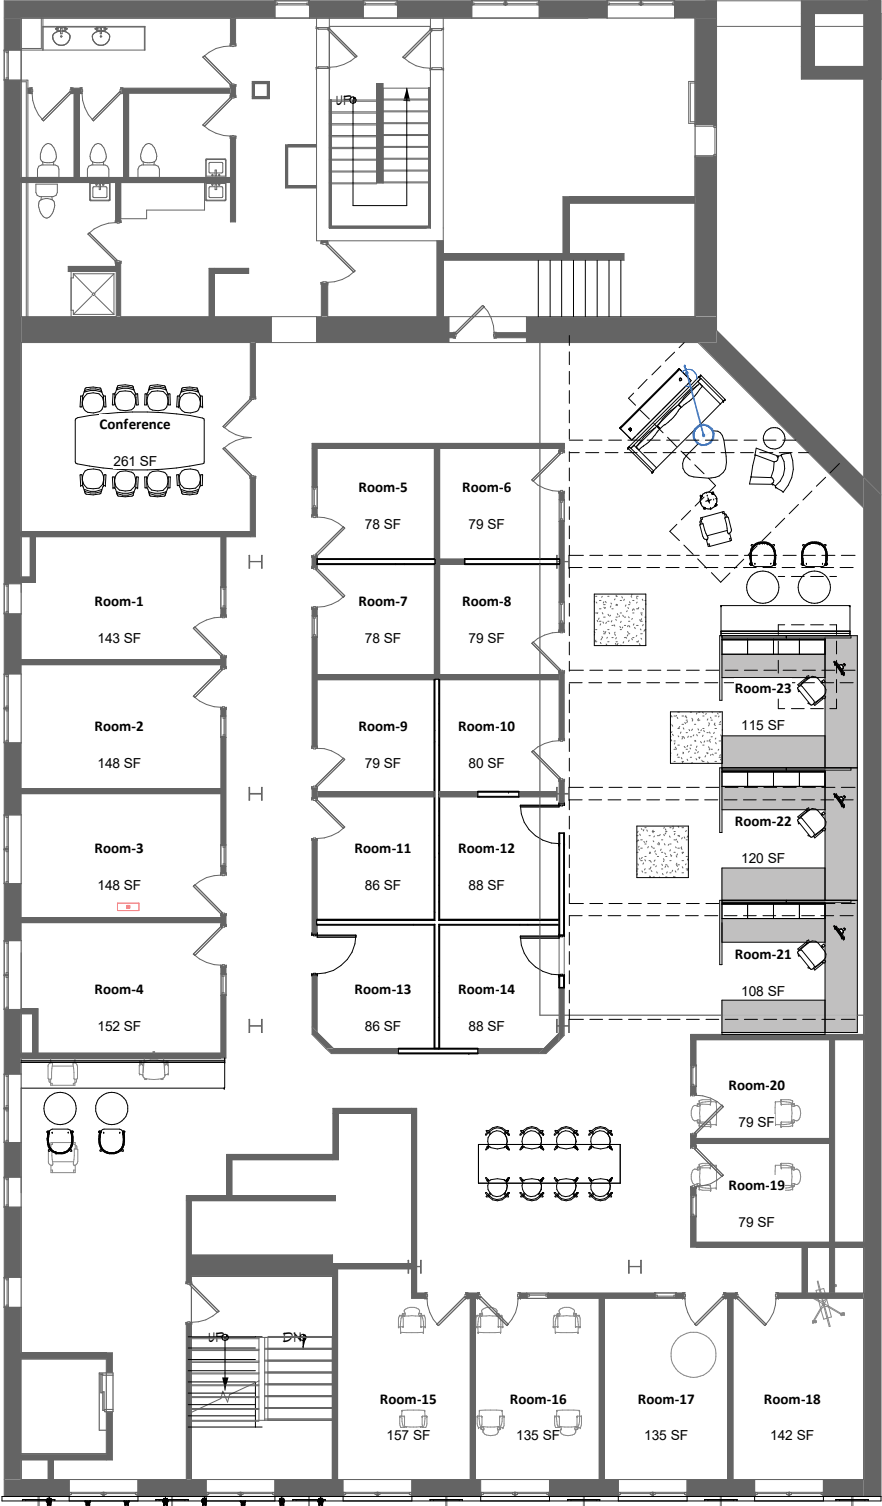 UP
Conference
261 SF
Room-5
78 SF
Room-6
79 SF
Room-1
143 SF
Room-7
78 SF
Room-8
79 SF
Room-2
148 SF
Room-9
79 SF
Room-10
80 SF
Room-23
115 SF
Room-3
148 SF
Room-11
86 SF
Room-12
88 SF
Room-22
120 SF
Room-4
152 SF
Room-13
86 SF
Room-14
88 SF
Room-21
108 SF
Room-20
79 SF
Room-19
79 SF
UP
DN
Room-15
157 SF
Room-16
135 SF
Room-17
135 SF
Room-18
142 SF